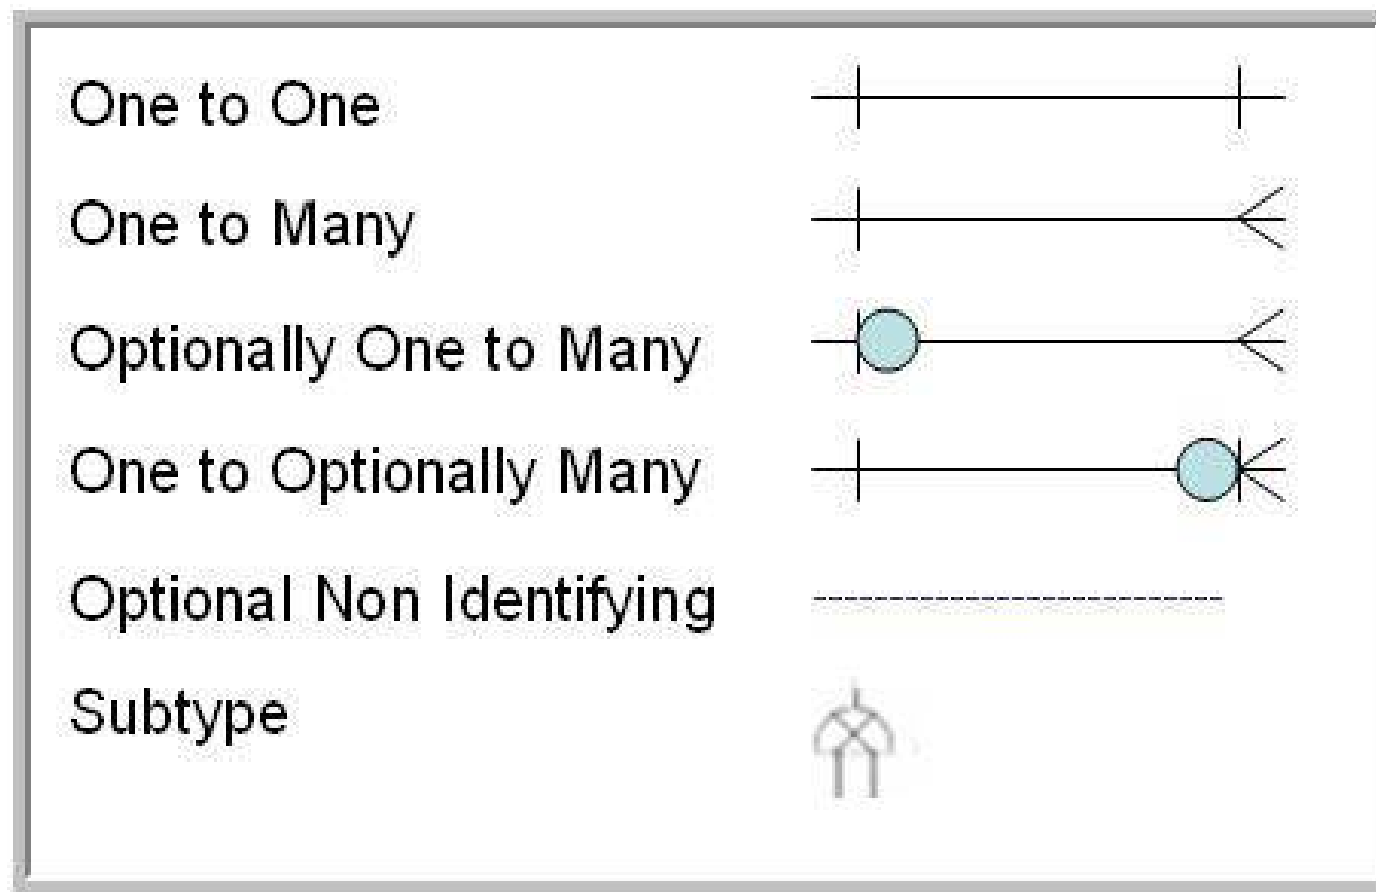 One to One
One to Many
Optionally One to Many
One to Optionally Many
Optional Non Identifying
Subtype